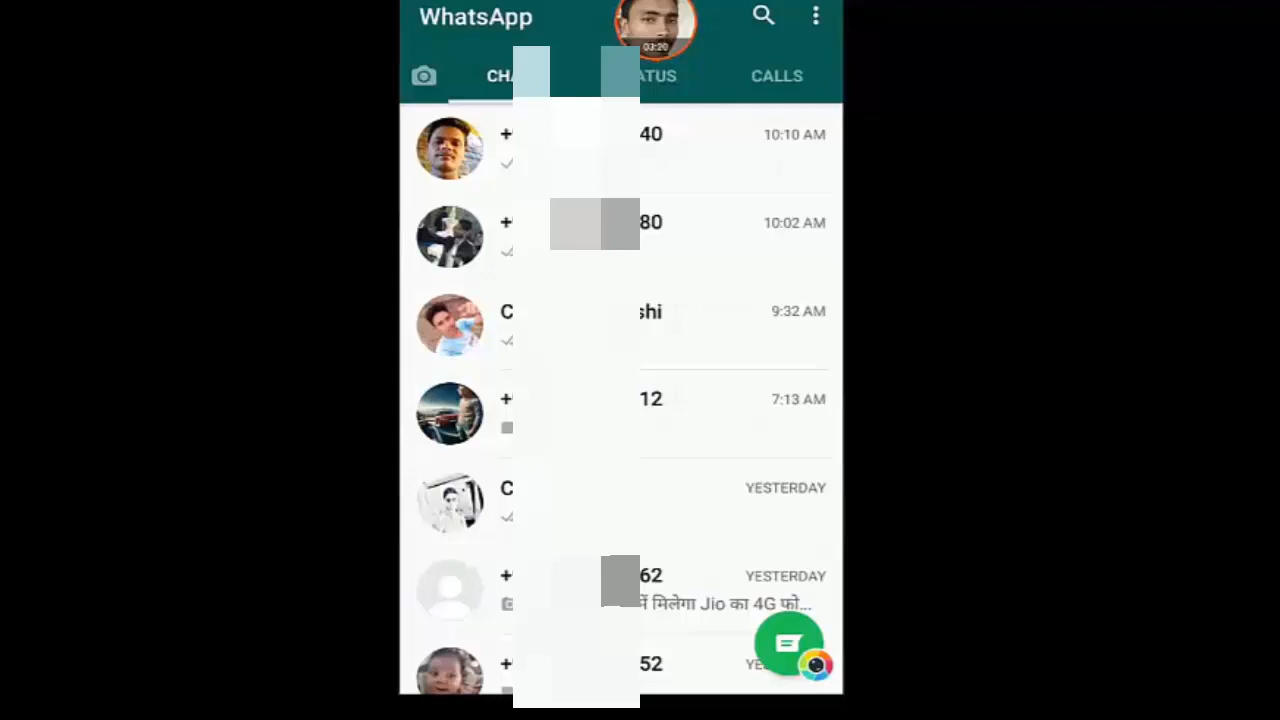 WhatsApp
03:20
CHA ATUS CALLS
+ 40 10:10 AM
+ 80 10:02 AM
C shi 9:32 AM
+ 12 7:13 AM
C YESTERDAY
+ 62 YESTERDAY
में मिलेगा Jio का 4G फो...
+ 52 YE